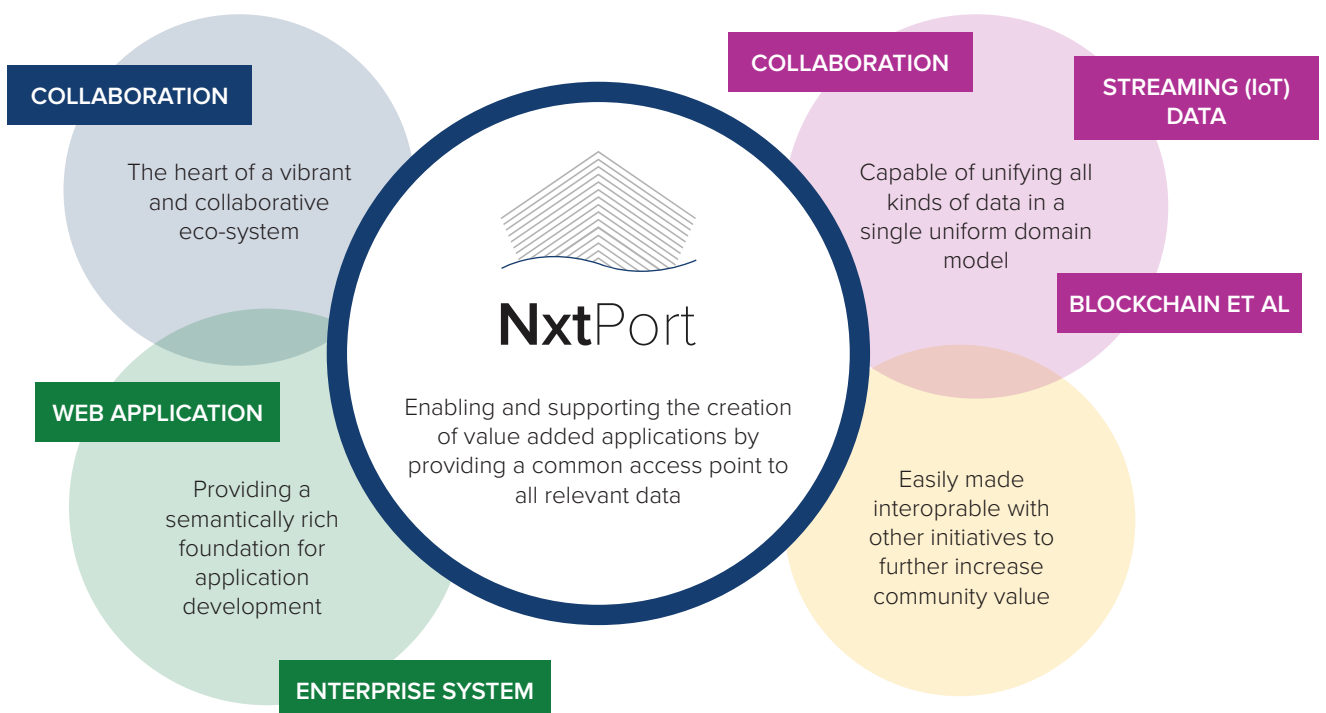 COLLABORATION
The heart of a vibrant
and collaborative
eco-system
WEB APPLICATION
Providing a
semantically rich
foundation for
application
development
ENTERPRISE SYSTEM
NxtPort
Enabling and supporting the creation
of value added applications by
providing a common access point to
all relevant data
COLLABORATION
STREAMING (IoT)
DATA
Capable of unifying all
kinds of data in a
single uniform domain
model
BLOCKCHAIN ET AL
Easily made
interoprable with
other initiatives to
further increase
community value